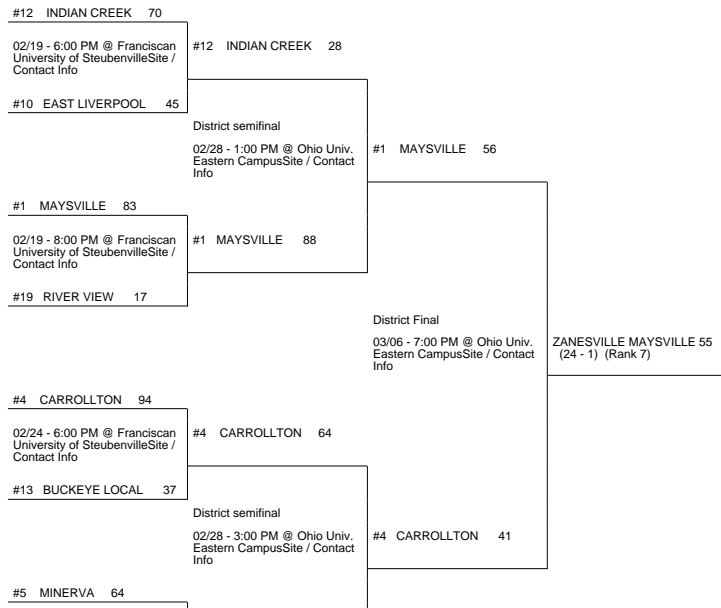 #12 INDIAN CREEK 70
02/19 - 6:00 PM @ Franciscan
University of SteubenvilleSite /
Contact Info
#12 INDIAN CREEK 28
#10 EAST LIVERPOOL 45
District semifinal
02/28 - 1:00 PM @ Ohio Univ.
Eastern CampusSite / Contact
Info
#1 MAYSVILLE 56
#1 MAYSVILLE 83
02/19 - 8:00 PM @ Franciscan
University of SteubenvilleSite /
Contact Info
#1 MAYSVILLE 88
#19 RIVER VIEW 17
District Final
03/06 - 7:00 PM @ Ohio Univ.
Eastern CampusSite / Contact
Info
ZANESVILLE MAYSVILLE 55
(24 - 1) (Rank 7)
#4 CARROLLTON 94
02/24 - 6:00 PM @ Franciscan
University of SteubenvilleSite /
Contact Info
#4 CARROLLTON 64
#13 BUCKEYE LOCAL 37
District semifinal
02/28 - 3:00 PM @ Ohio Univ.
Eastern CampusSite / Contact
Info
#4 CARROLLTON 41
#5 MINERVA 64